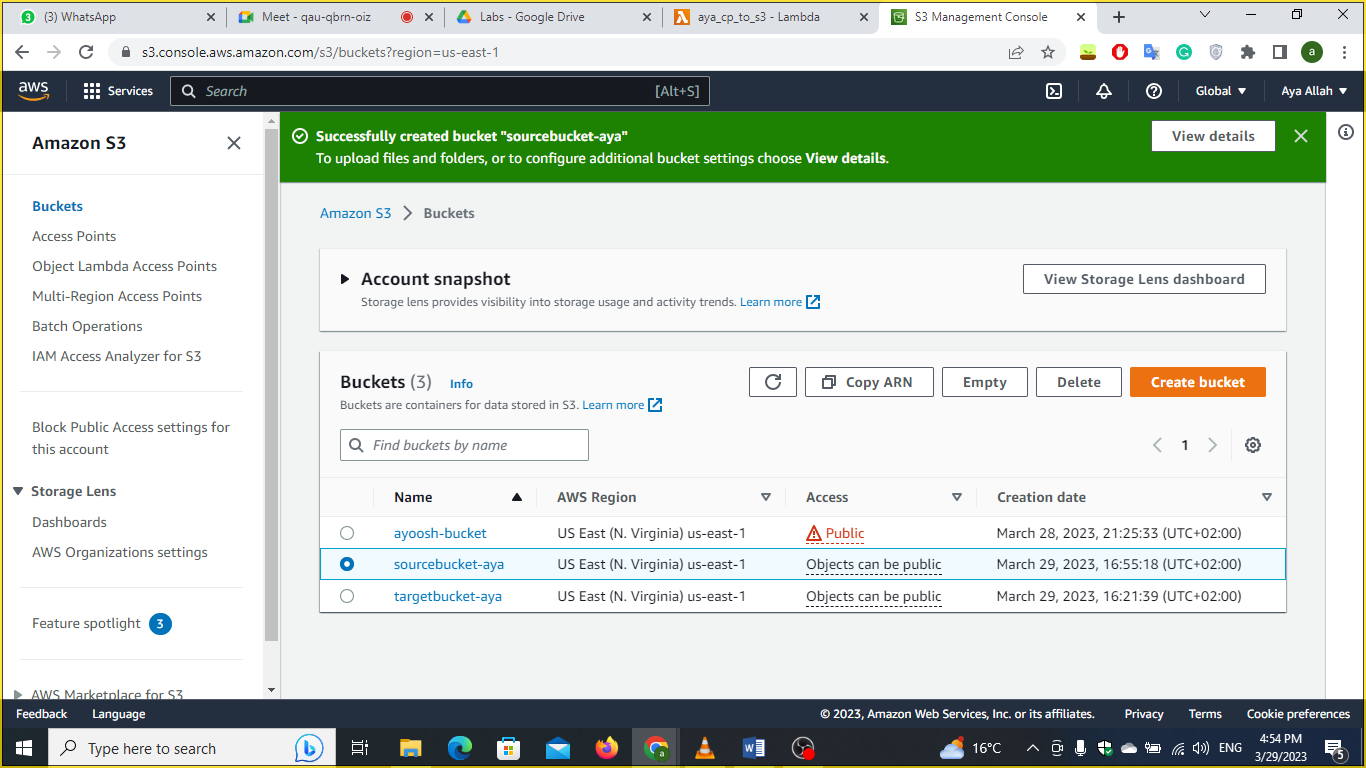 (3) WhatsApp
Meet - qau-qbrn-oiz
Labs - Google Drive
aya_cp_to_s3 - Lambda
S3 Management Console
s3.console.aws.amazon.com/s3/buckets?region=us-east-1
a
aws
Services
Search
[Alt+S]
Global
Aya Allah
Amazon S3
Buckets
Access Points
Object Lambda Access Points
Multi-Region Access Points
Batch Operations
IAM Access Analyzer for S3
Block Public Access settings for
this account
Storage Lens
Dashboards
AWS Organizations settings
Feature spotlight 3
AWS Marketplace for S3
Successfully created bucket "sourcebucket-aya"
To upload files and folders, or to configure additional bucket settings choose View details.
View details
Amazon S3 > Buckets
Account snapshot
Storage lens provides visibility into storage usage and activity trends. Learn more
View Storage Lens dashboard
Buckets (3) Info
Buckets are containers for data stored in S3. Learn more
Copy ARN
Empty
Delete
Create bucket
Find buckets by name
1
Name AWS Region Access Creation date
ayoosh-bucket US East (N. Virginia) us-east-1 Public March 28, 2023, 21:25:33 (UTC+02:00)
sourcebucket-aya US East (N. Virginia) us-east-1 Objects can be public March 29, 2023, 16:55:18 (UTC+02:00)
targetbucket-aya US East (N. Virginia) us-east-1 Objects can be public March 29, 2023, 16:21:39 (UTC+02:00)
Feedback Language © 2023, Amazon Web Services, Inc. or its affiliates. Privacy Terms Cookie preferences
Type here to search
16°C
ENG
4:54 PM
3/29/2023
5